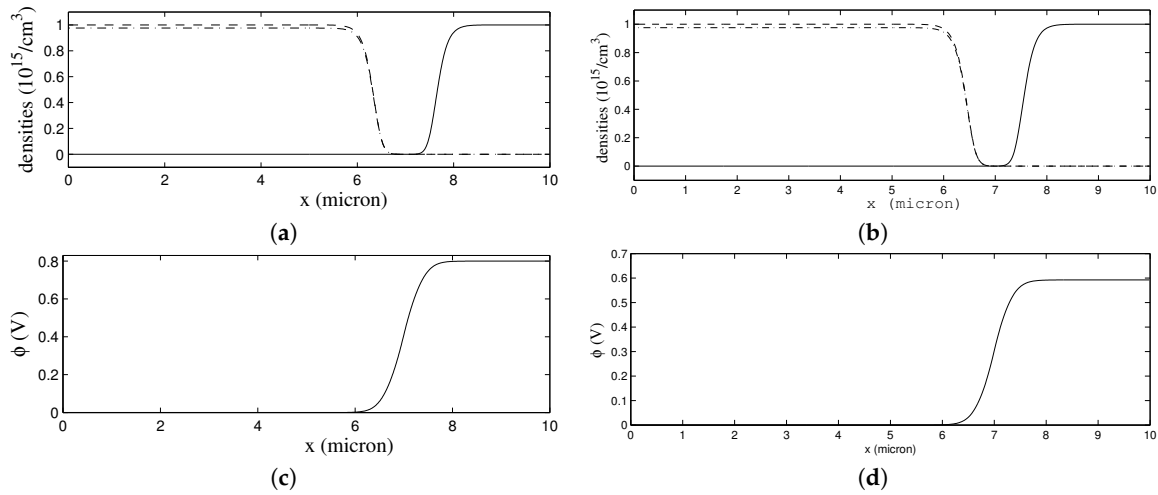 1
0.8
0.6
0.4
0.2
0
densities (10^15/cm^3)
0 2 4 6 8 10
x (micron)
(a)
1
0.8
0.6
0.4
0.2
0
densities (10^15/cm^3)
0 1 2 3 4 5 6 7 8 9 10
x (micron)
(b)
0.8
0.6
0.4
0.2
0
ϕ (V)
0 2 4 6 8 10
x (micron)
(c)
0.7
0.6
0.5
0.4
0.3
0.2
0.1
0
ϕ (V)
0 1 2 3 4 5 6 7 8 9 10
x (micron)
(d)